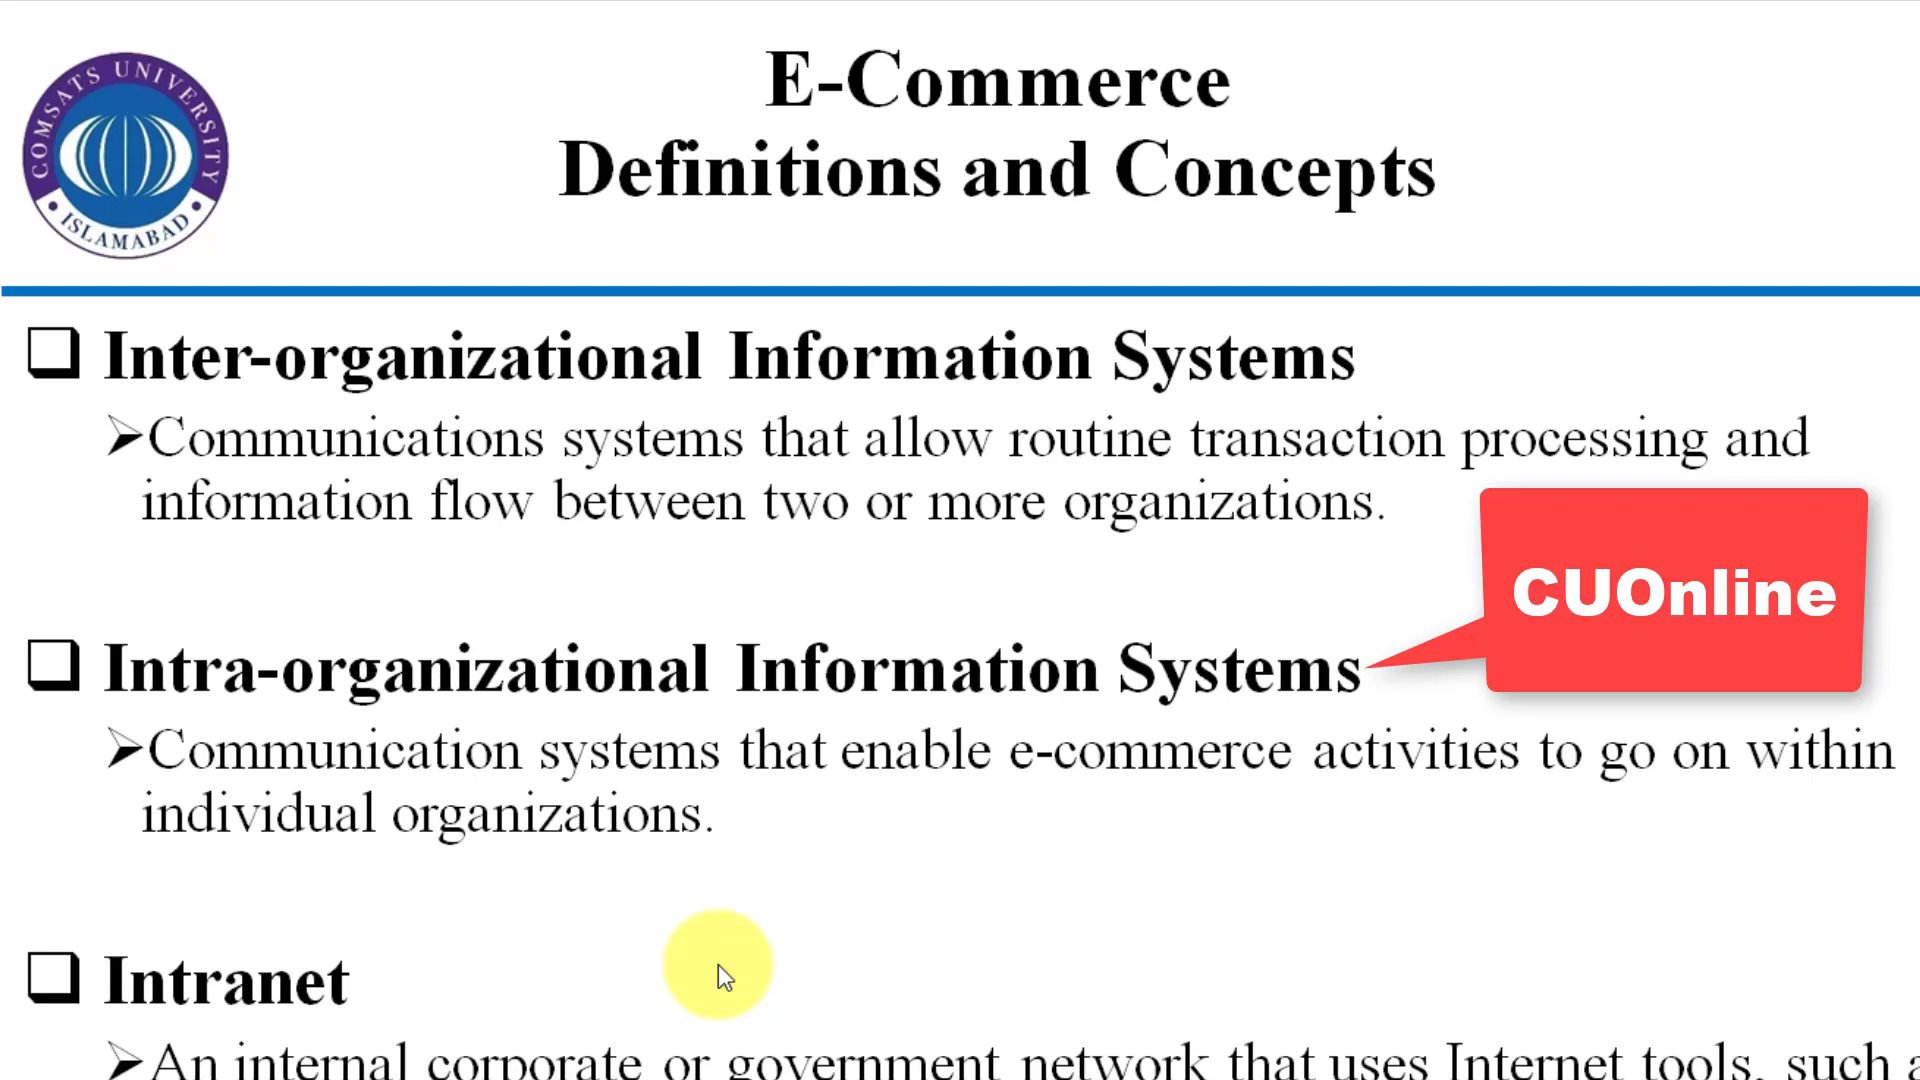 COMSATS UNIVERSITY
ISLAMABAD
E-Commerce
Definitions and Concepts
Inter-organizational Information Systems
Communications systems that allow routine transaction processing and
information flow between two or more organizations.
CUOnline
Intra-organizational Information Systems
Communication systems that enable e-commerce activities to go on within
individual organizations.
Intranet
An internal corporate or government network that uses Internet tools, such